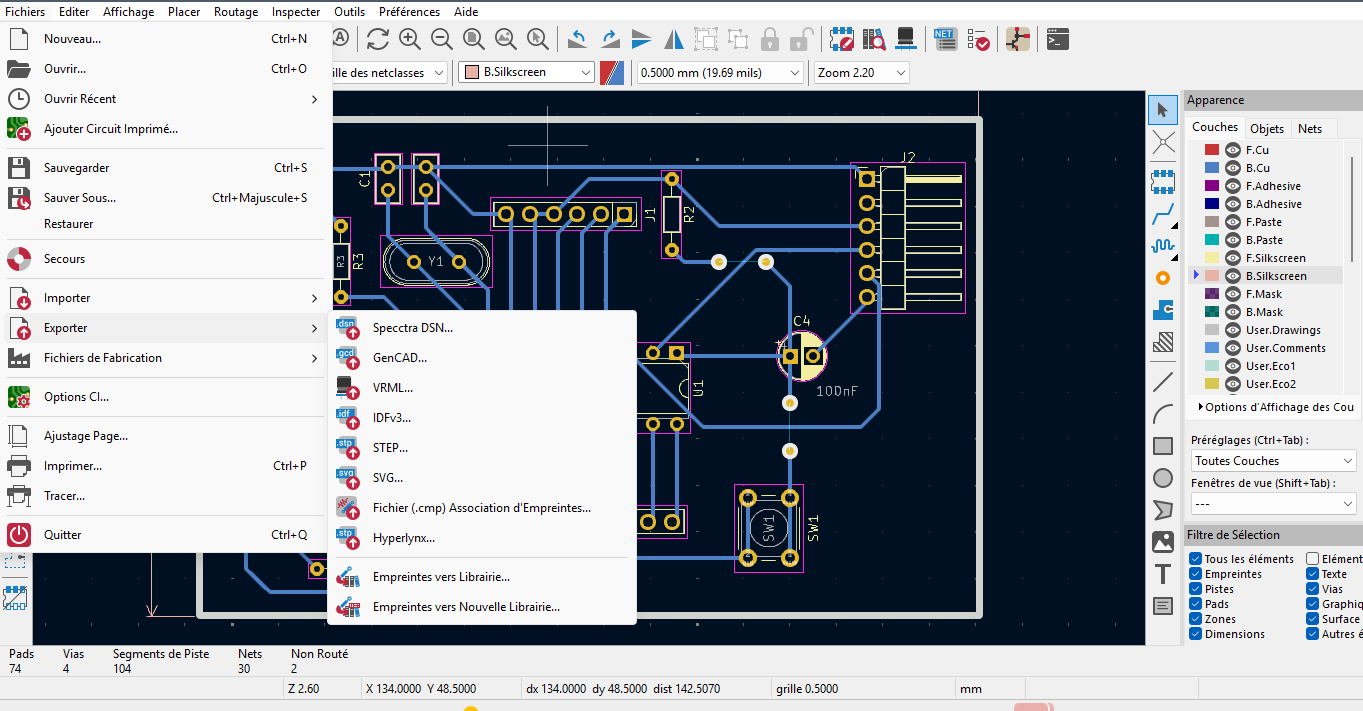 Fichiers Editer Affichage Placer Routage Inspecter Outils Préférences Aide
Nouveau... Ctrl+N
Ouvrir... Ctrl+O
Ouvrir Récent
Ajouter Circuit Imprimé...
Sauvegarder Ctrl+S
Sauver Sous... Ctrl+Majuscule+S
Restaurer
Secours
Importer
Exporter
Fichiers de Fabrication
Options CI...
Ajustage Page...
Imprimer... Ctrl+P
Tracer...
Quitter Ctrl+Q
NET
ille des netclasses
B.Silkscreen
0.5000 mm (19.69 mils)
Zoom 2.20
C1
J2
J1
R2
Y1
R3
R3
C4
+
100nF
U1
SW1
SW1
.dsn Specctra DSN...
.gcd GenCAD...
VRML...
.idf IDFv3...
.stp STEP...
.svg SVG...
Fichier (.cmp) Association d'Empreintes...
.stp Hyperlynx...
Empreintes vers Librairie...
Empreintes vers Nouvelle Librairie...
Apparence
Couches Objets Nets
F.Cu
B.Cu
F.Adhesive
B.Adhesive
F.Paste
B.Paste
F.Silkscreen
B.Silkscreen
F.Mask
B.Mask
User.Drawings
User.Comments
User.Eco1
User.Eco2
Options d'Affichage des Cou
Préréglages (Ctrl+Tab) :
Toutes Couches
Fenêtres de vue (Shift+Tab) :
---
Filtre de Sélection
Tous les éléments Elément
Empreintes Texte
Pistes Vias
Pads Graphiq
Zones Surface
Dimensions Autres é
Pads Vias Segments de Piste Nets Non Routé
74 4 104 30 2
Z 2.60 X 134.0000 Y 48.5000 dx 134.0000 dy 48.5000 dist 142.5070 grille 0.5000 mm